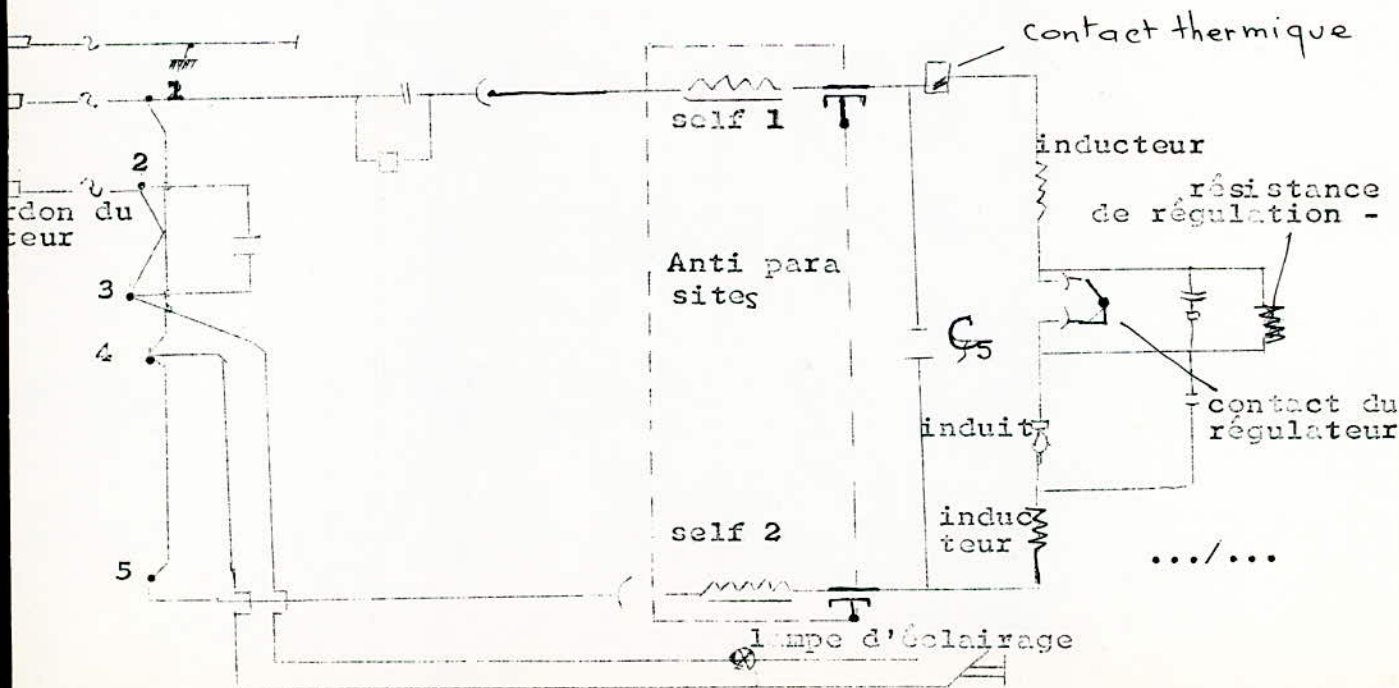 contact thermique
1
self 1
inducteur
2
résistance
de régulation -
rdon du
teur
Anti para
sites
3
C5
4
contact du
régulateur
induit
self 2
induc
teur
.../...
5
lampe d'éclairage